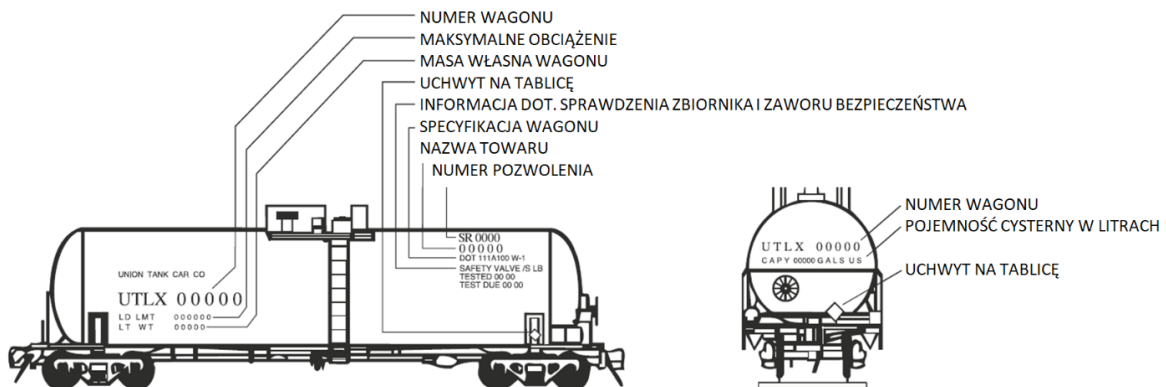 NUMER WAGONU
MAKSYMALNE OBCIĄŻENIE
MASA WŁASNA WAGONU
UCHWYT NA TABLICĘ
INFORMACJA DOT. SPRAWDZENIA ZBIORNIKA I ZAWORU BEZPIECZEŃSTWA
SPECYFIKACJA WAGONU
NAZWA TOWARU
NUMER POZWOLENIA
SR 0000
00000
DOT 111A100 W-1
SAFETY VALVE /S LB
TESTED 00 00
TEST DUE 00 00
UNION TANK CAR CO
UTLX 00000
LD LMT 000000
LT WT 00000
NUMER WAGONU
POJEMNOŚĆ CYSTERNY W LITRACH
UTLX 00000
CAPY 00000 GALS US
UCHWYT NA TABLICĘ